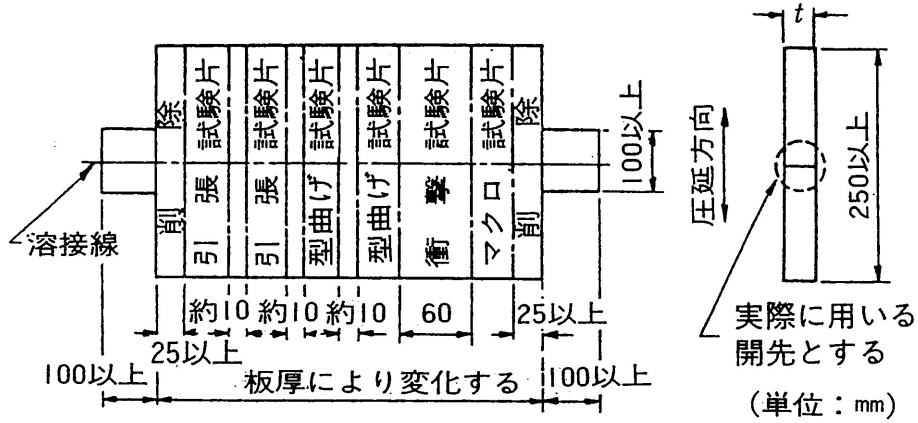 t
削除
引張試験片
引張試験片
型曲げ試験片
型曲げ試験片
衝撃試験片
マクロ試験片
削除
100以上
圧延方向
250以上
溶接線
約10
約10
約10
60
25以上
25以上
100以上
板厚により変化する
100以上
実際に用いる
開先とする
(単位:mm)